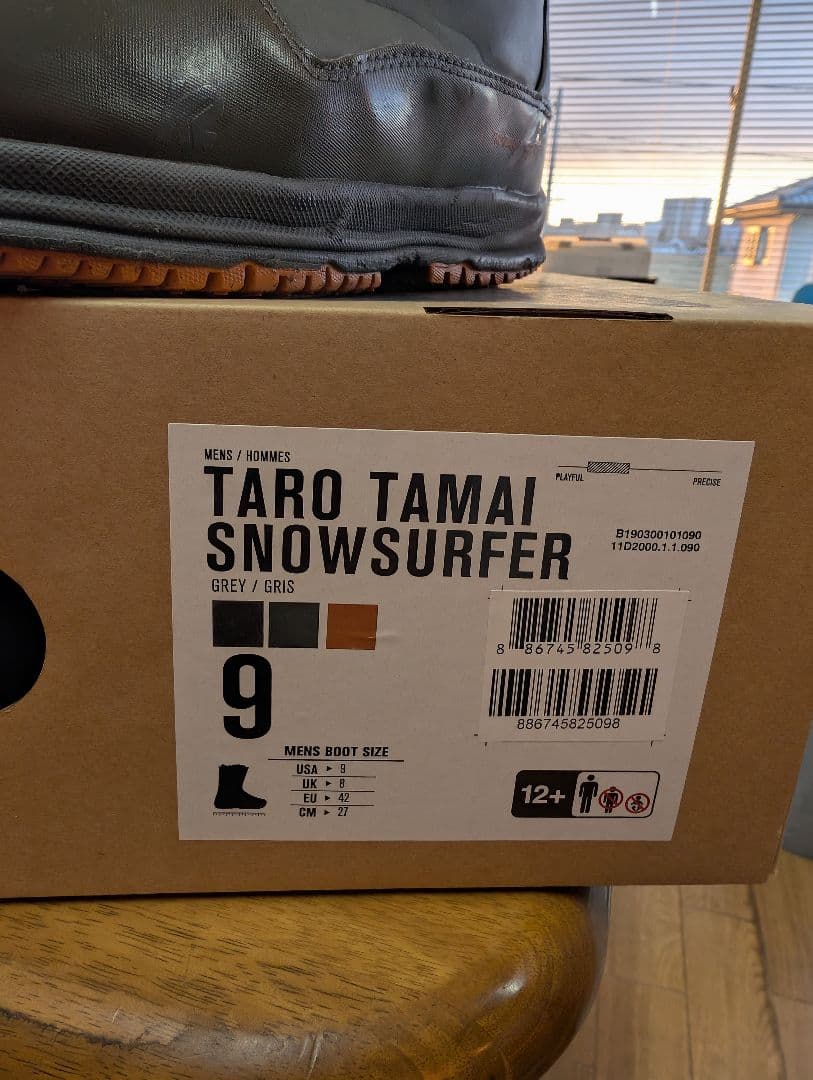 MENS / HOMMES
TARO TAMAI
SNOWSURFER
GREY / GRIS
PLAYFUL
PRECISE
B190300101090
11D2000.1.1.090
8 86745 82509 8
886745825098
9
MENS BOOT SIZE
USA ► 9
UK ► 8
EU ► 42
CM ► 27
12+